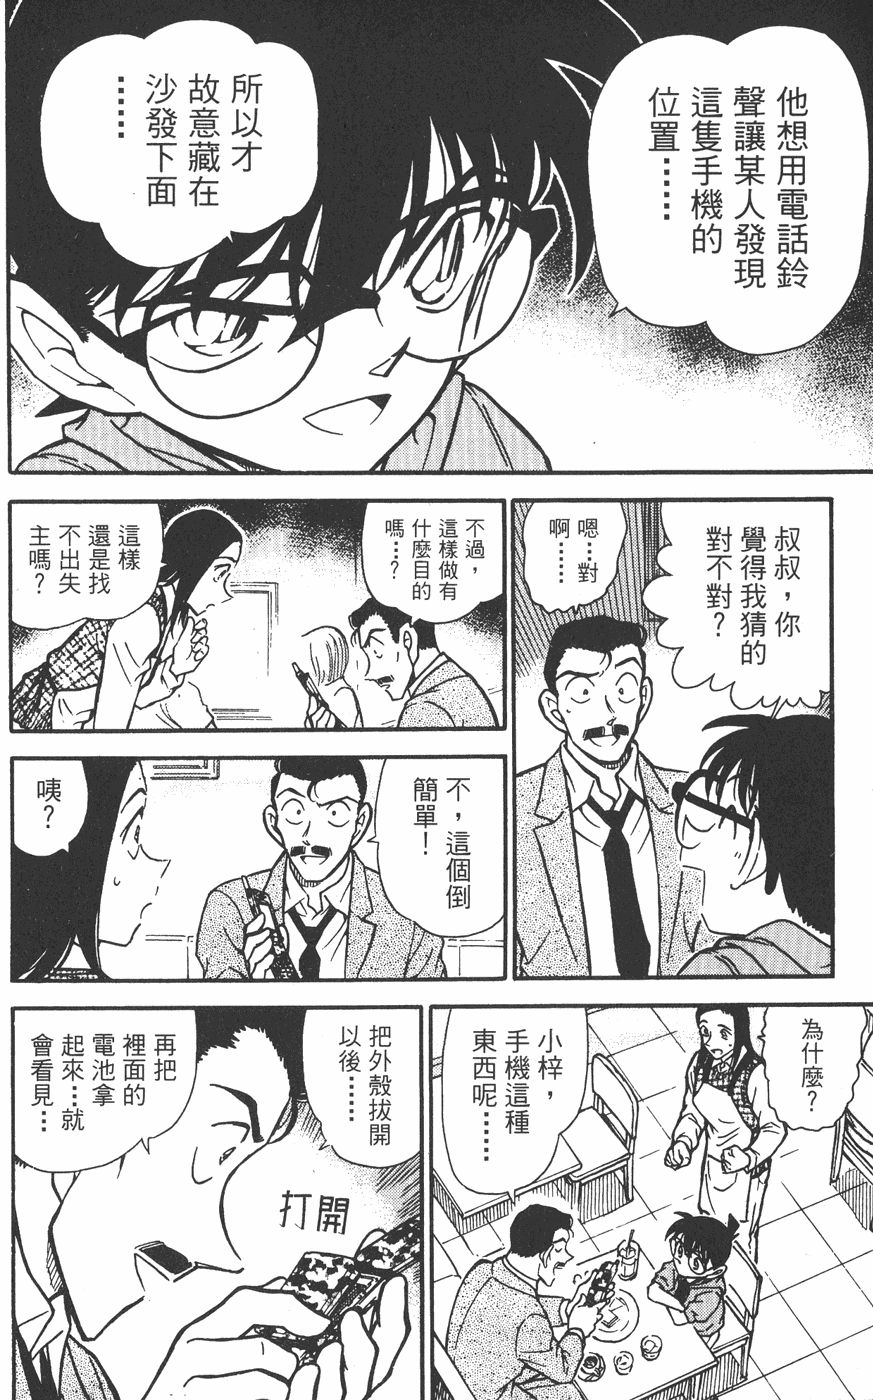 他想用電話鈴
聲讓某人發現
這隻手機的
位置……
所以才
故意藏在
沙發下面
……
叔叔，你
覺得我猜的
對不對？
嗯…對
啊……
不過，
這樣做有
什麼目的
嗎…？
這樣
還是找
不出失
主嗎？
不，這個倒
簡單！
咦？
為什麼？
小梓，
手機這種
東西呢……
把外殼拔開
以後……
打開
再把
裡面的
電池拿
起來…就
會看見…